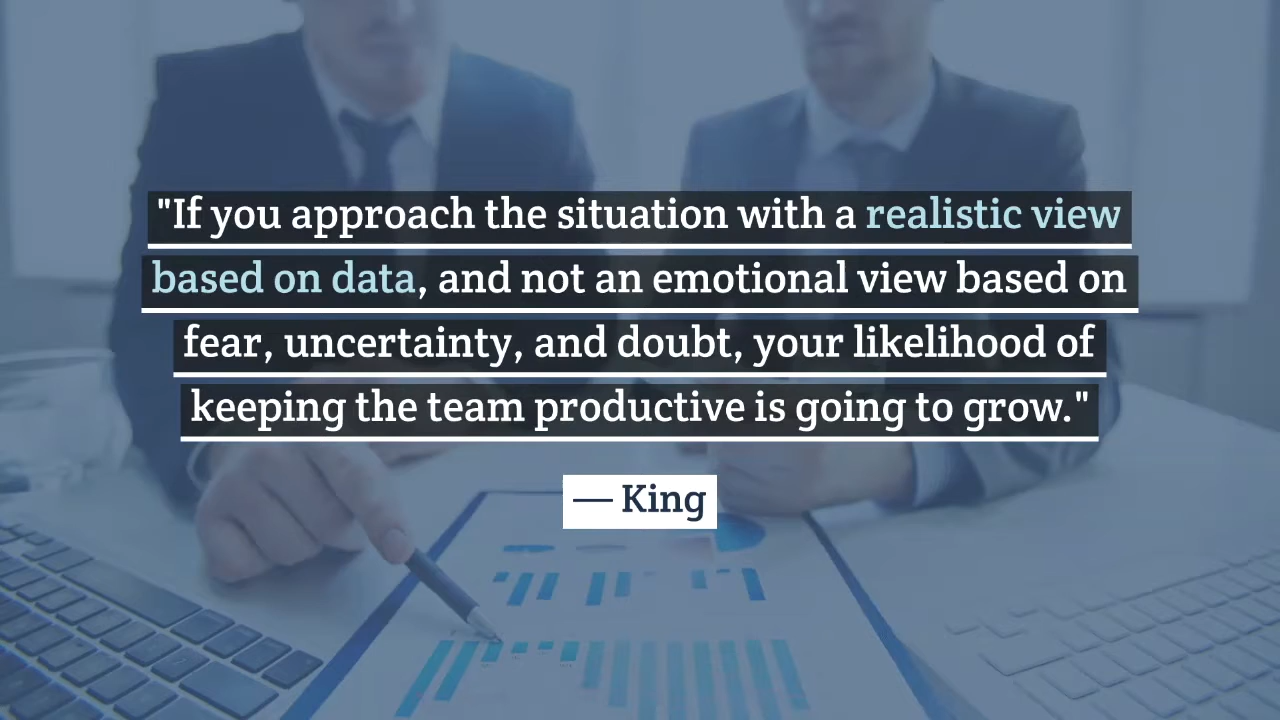 "If you approach the situation with a realistic view
based on data, and not an emotional view based on
fear, uncertainty, and doubt, your likelihood of
keeping the team productive is going to grow."
— King